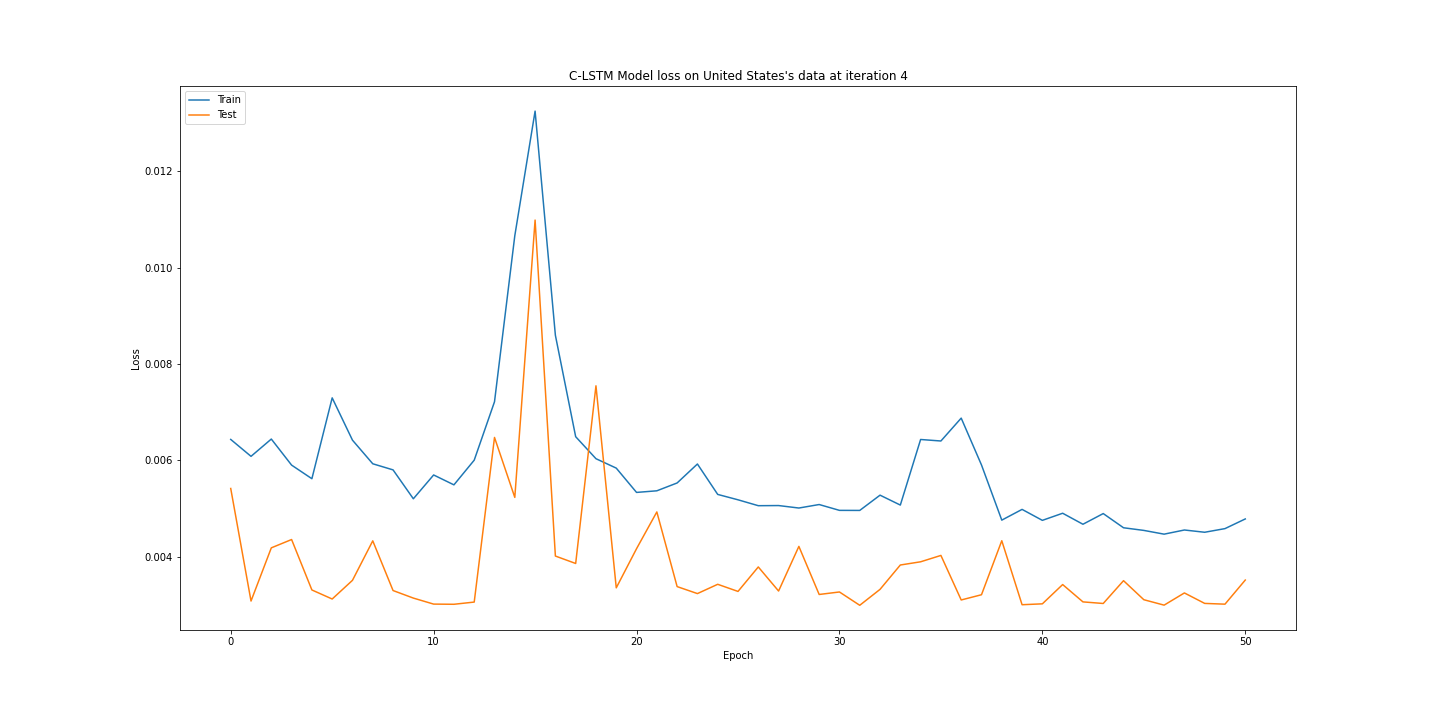 C-LSTM Model loss on United States's data at iteration 4
Train
Test
0.012
0.010
0.008
0.006
0.004
Loss
0 10 20 30 40 50
Epoch